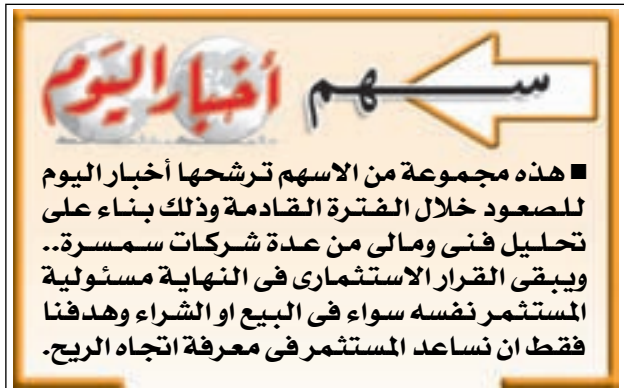 سهم أخبار اليوم
■ هذه مجموعة من الاسهم ترشحها أخبار اليوم
للصعود خلال الفترة القادمة وذلك بناء على
تحليل فنى ومالى من عدة شركات سمسرة..
ويبقى القرار الاستثمارى فى النهاية مسئولية
المستثمر نفسه سواء فى البيع او الشراء وهدفنا
فقط ان نساعد المستثمر فى معرفة اتجاه الريح.